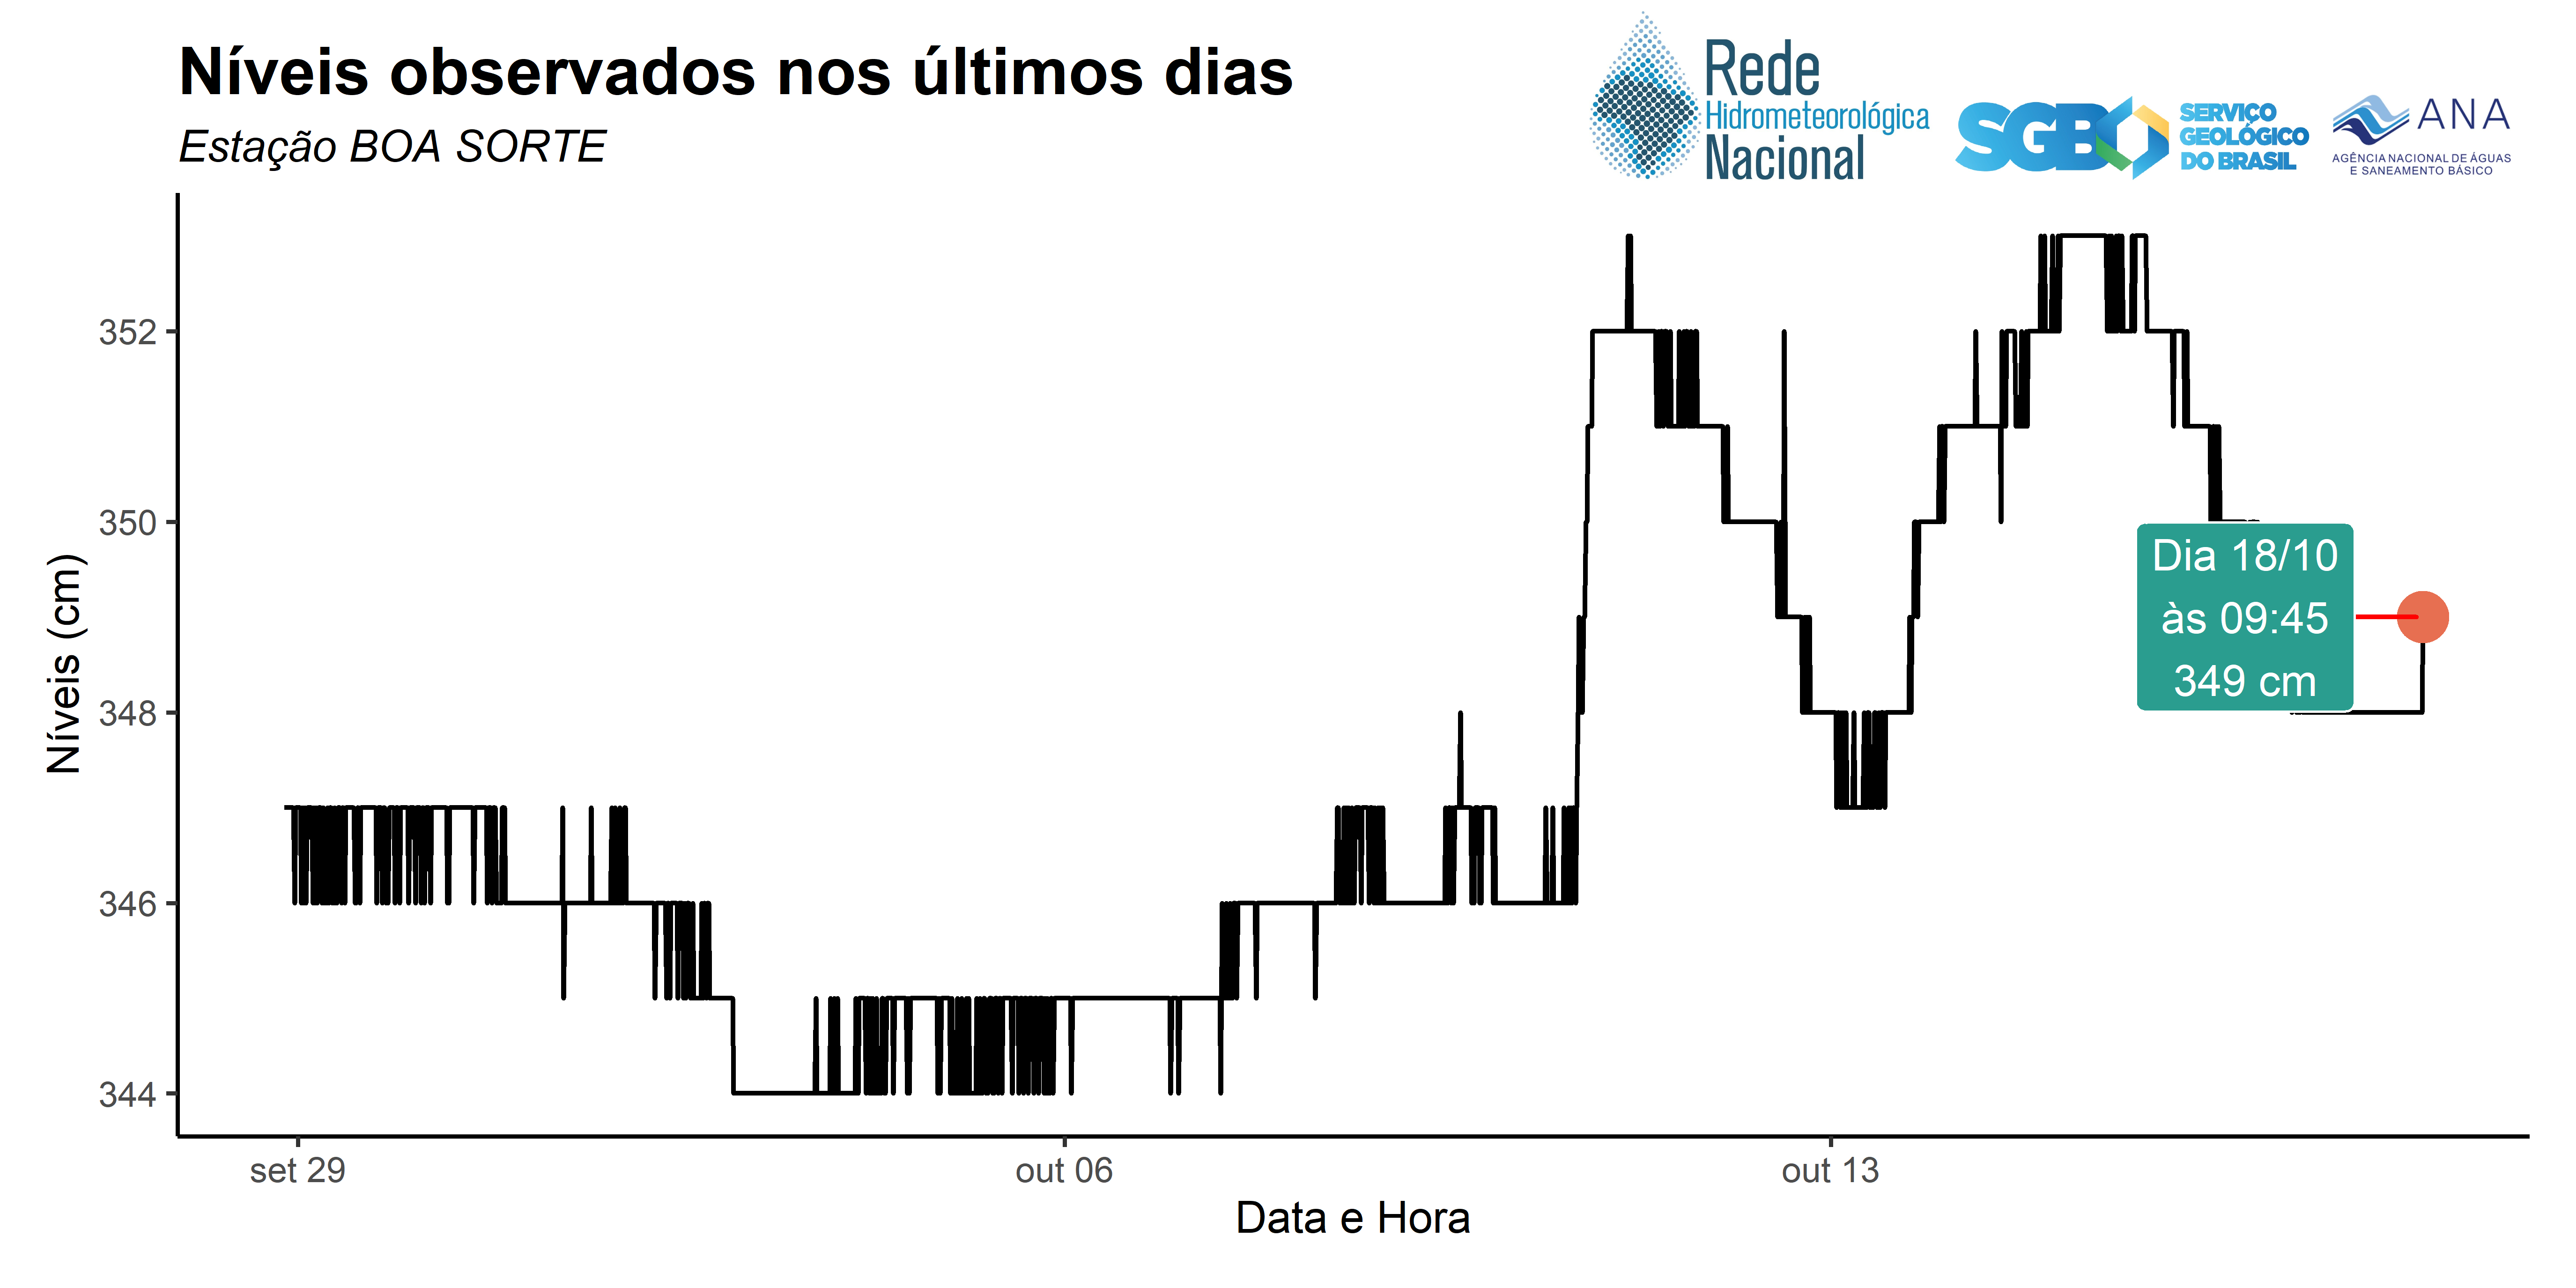 Níveis observados nos últimos dias
Estação BOA SORTE
Rede
Hidrometeorológica
Nacional
SGB
SERVIÇO
GEOLÓGICO
DO BRASIL
ANA
AGÊNCIA NACIONAL DE ÁGUAS
E SANEAMENTO BÁSICO
Níveis (cm)
352
350
348
346
344
Dia 18/10
às 09:45
349 cm
set 29
out 06
out 13
Data e Hora